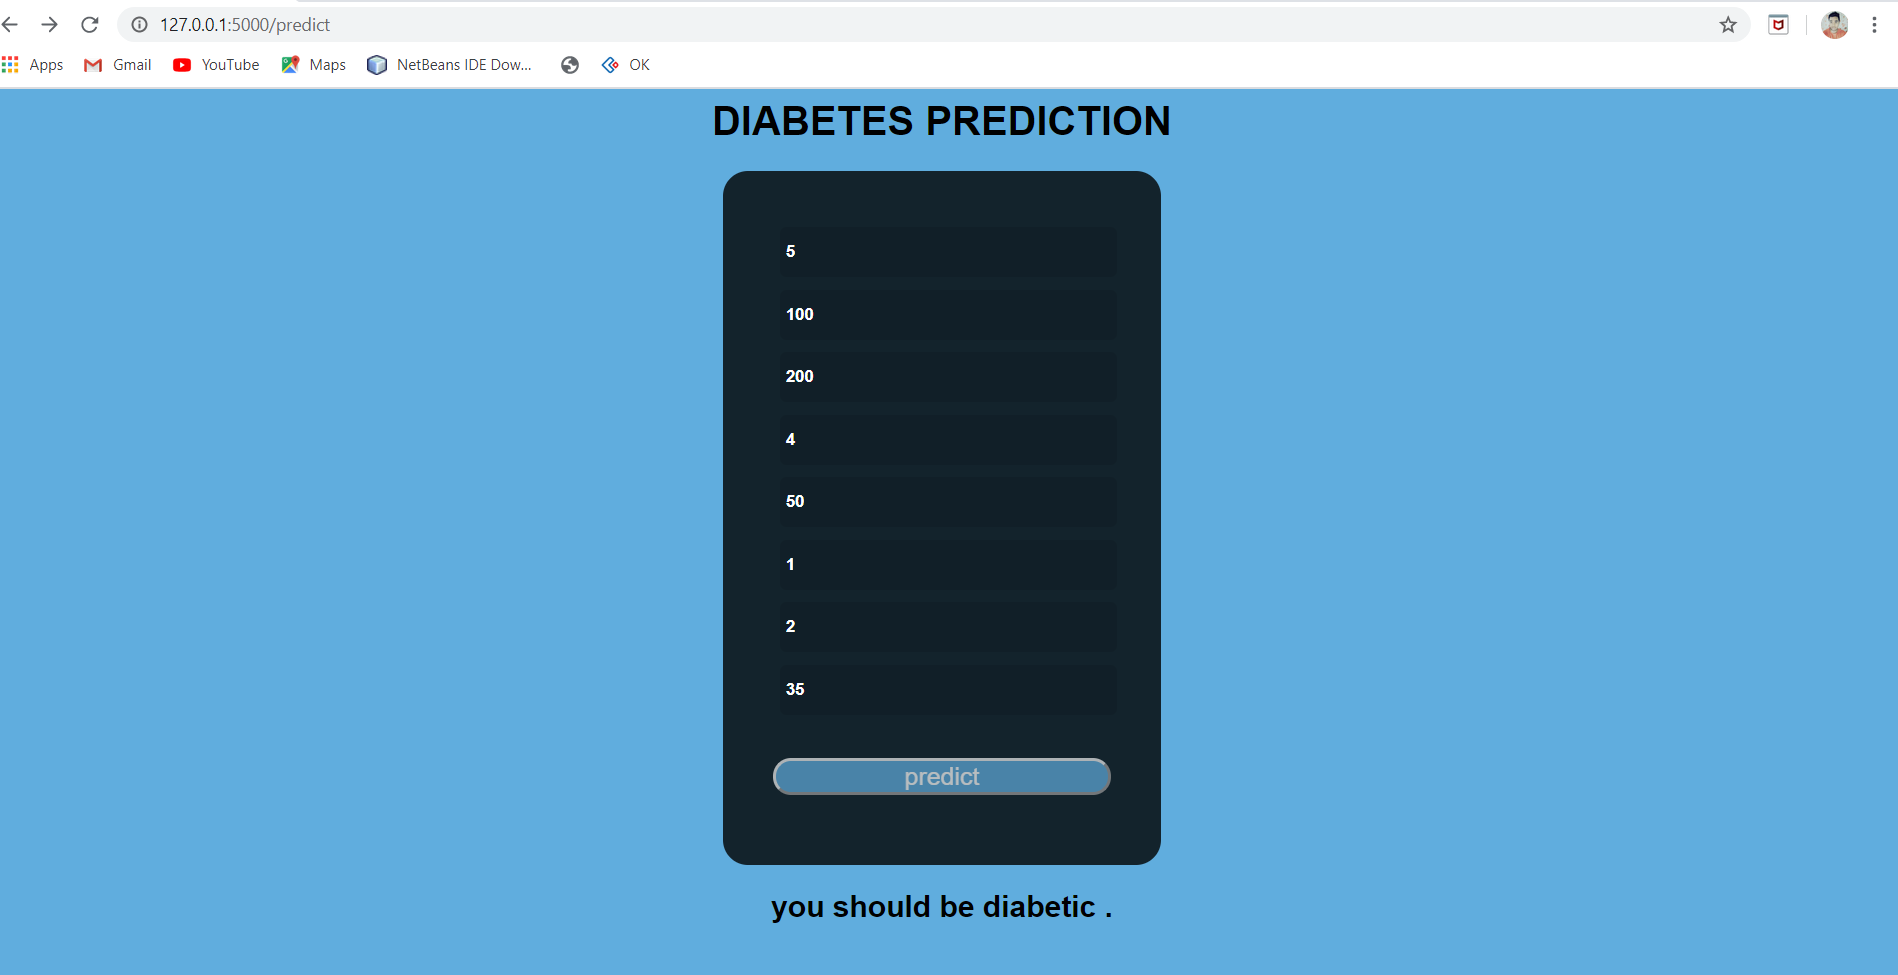 127.0.0.1:5000/predict
Apps Gmail YouTube Maps NetBeans IDE Dow... OK
DIABETES PREDICTION
5
100
200
4
50
1
2
35
predict
you should be diabetic .